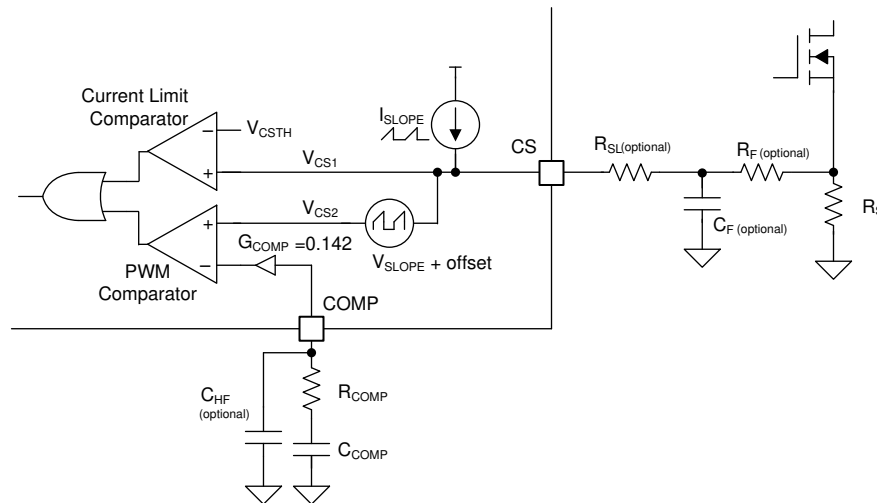 Current Limit
Comparator
V_CSTH
I_SLOPE
CS
V_CS1
R_SL(optional)
R_F (optional)
C_F (optional)
V_CS2
G_COMP =0.142
V_SLOPE + offset
PWM
Comparator
COMP
C_HF
(optional)
R_COMP
C_COMP